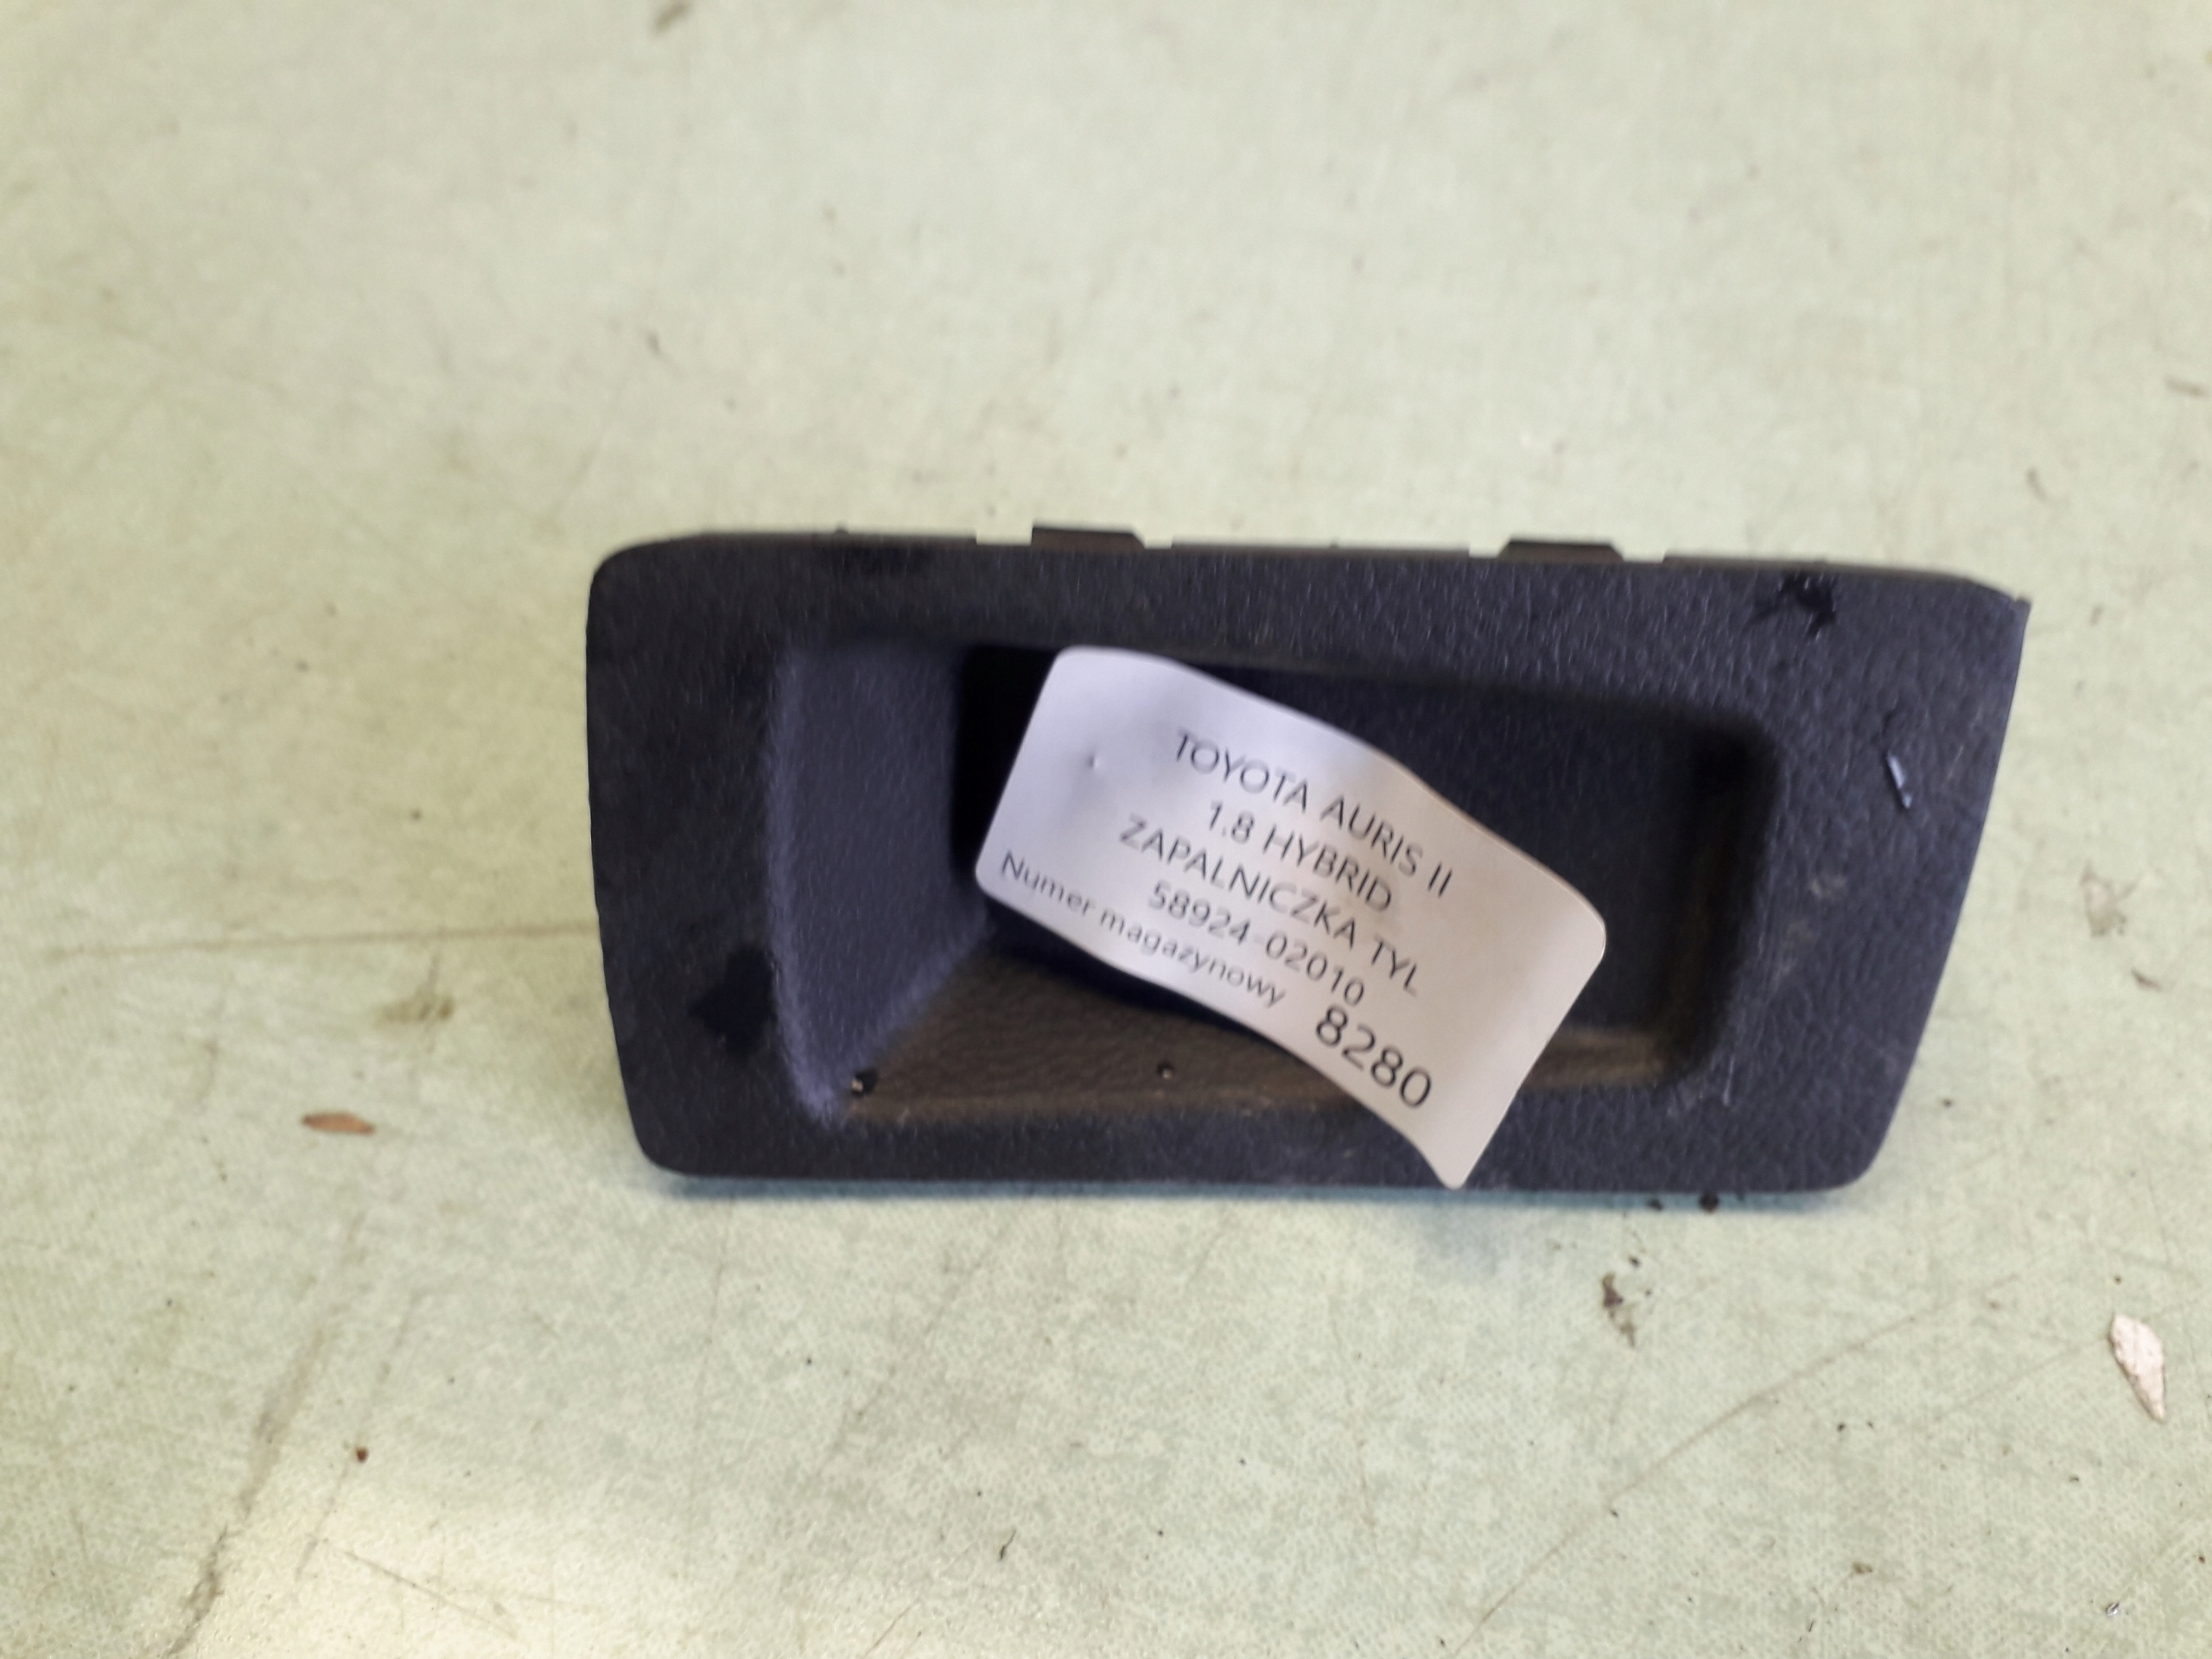 TOYOTA AURIS II
1.8 HYBRID
ZAPALNICZKA TYL
58924-02010
Numer magazynowy 8280